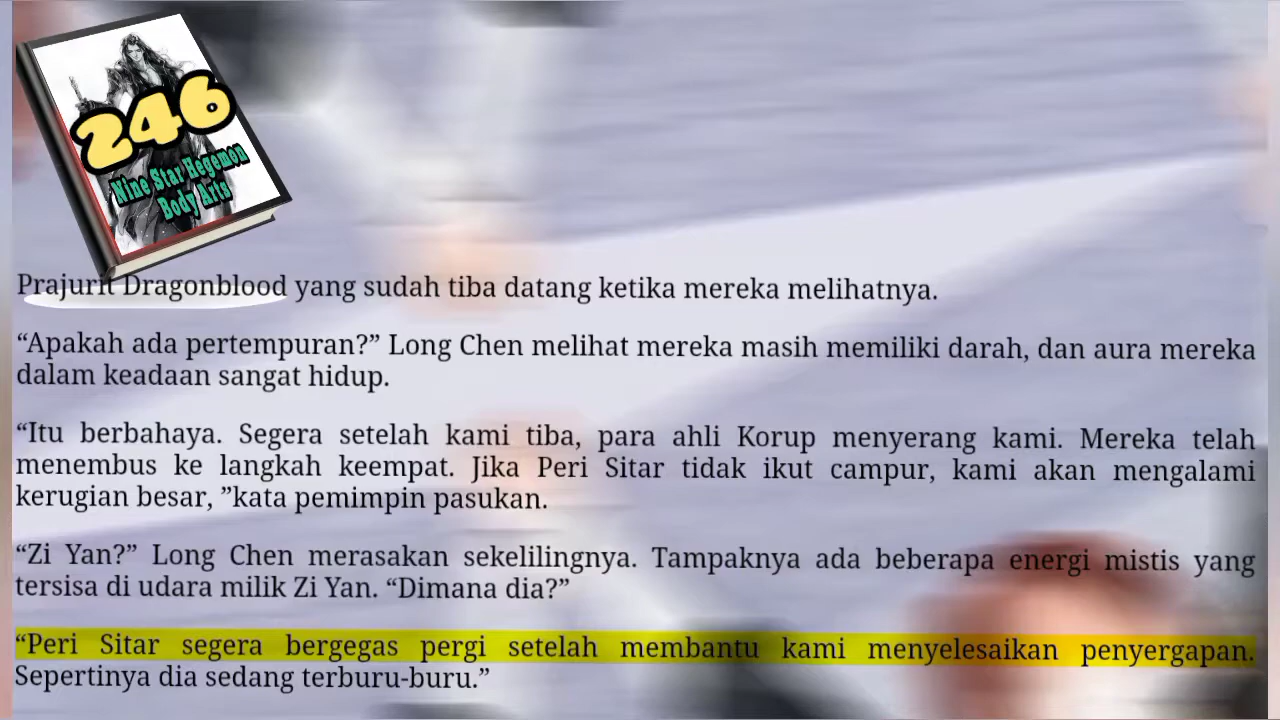 246
Nine Star Hegemon
Body Arts
Prajurit Dragonblood yang sudah tiba datang ketika mereka melihatnya.
“Apakah ada pertempuran?” Long Chen melihat mereka masih memiliki darah, dan aura mereka
dalam keadaan sangat hidup.
“Itu berbahaya. Segera setelah kami tiba, para ahli Korup menyerang kami. Mereka telah
menembus ke langkah keempat. Jika Peri Sitar tidak ikut campur, kami akan mengalami
kerugian besar, ”kata pemimpin pasukan.
“Zi Yan?” Long Chen merasakan sekelilingnya. Tampaknya ada beberapa energi mistis yang
tersisa di udara milik Zi Yan. “Dimana dia?”
“Peri Sitar segera bergegas pergi setelah membantu kami menyelesaikan penyergapan.
Sepertinya dia sedang terburu-buru.”